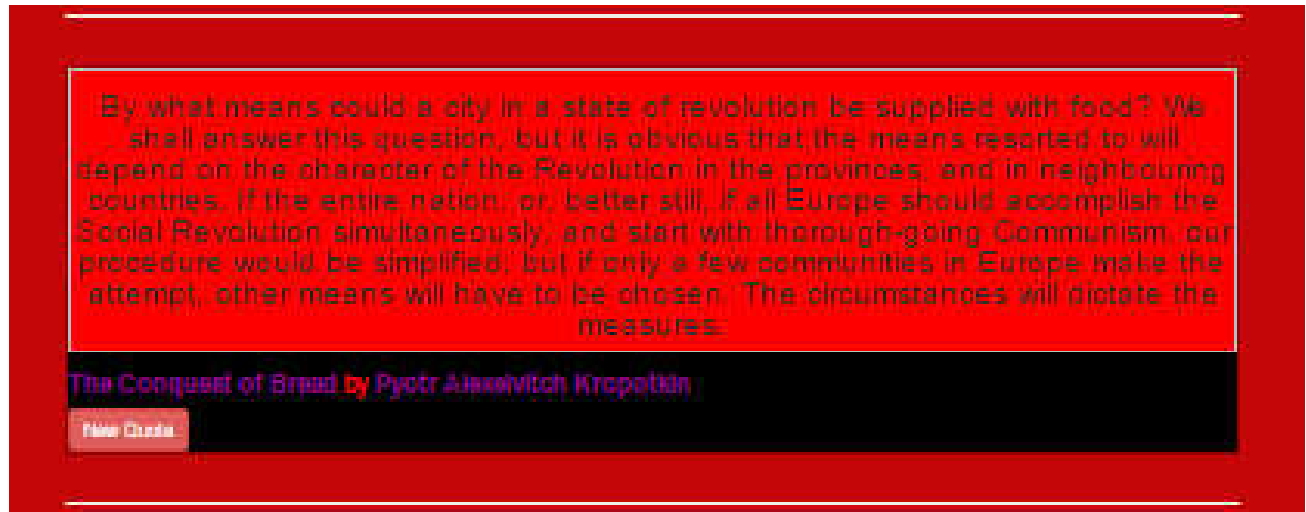 By what means could a city in a state of revolution be supplied with food? We
shall answer this question, but it is obvious that the means resorted to will
depend on the character of the Revolution in the provinces, and in neighbouring
countries. If the entire nation, or, better still, if all Europe should accomplish the
Social Revolution simultaneously, and start with thorough-going Communism, our
procedure would be simplified; but if only a few communities in Europe make the
attempt, other means will have to be chosen. The circumstances will dictate the
measures.
The Conquest of Bread by Pyotr Alexeivitch Kropotkin
New Quote